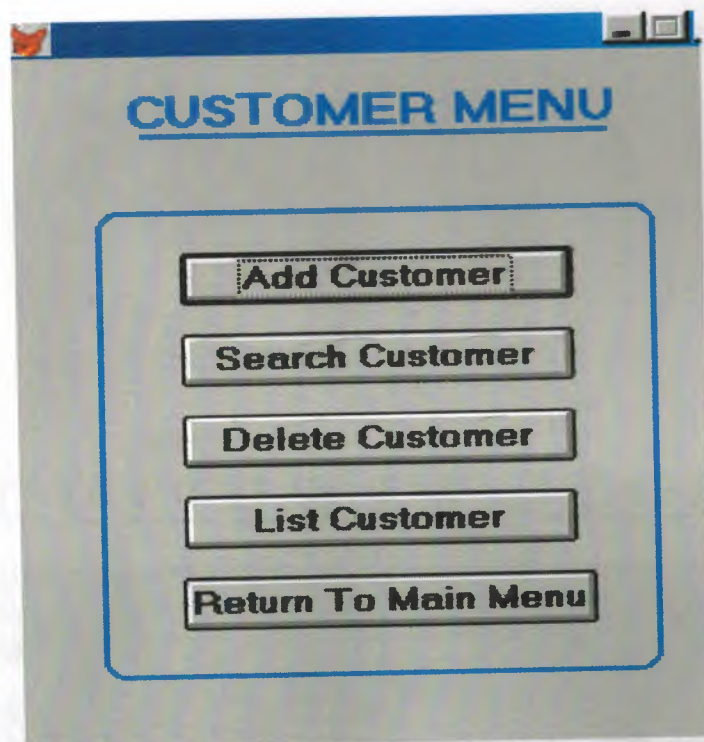 CUSTOMER MENU
Add Customer
Search Customer
Delete Customer
List Customer
Return To Main Menu